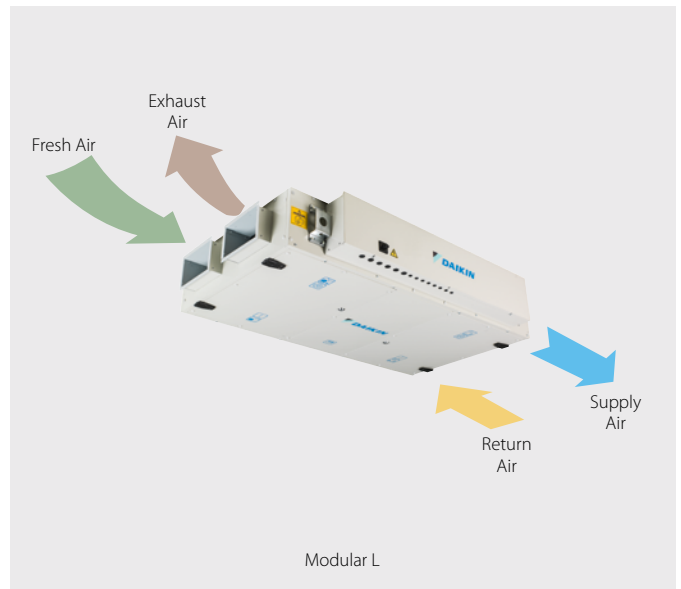 Exhaust
Air
Fresh Air
DAIKIN
DAIKIN
Supply
Air
Return
Air
Modular L